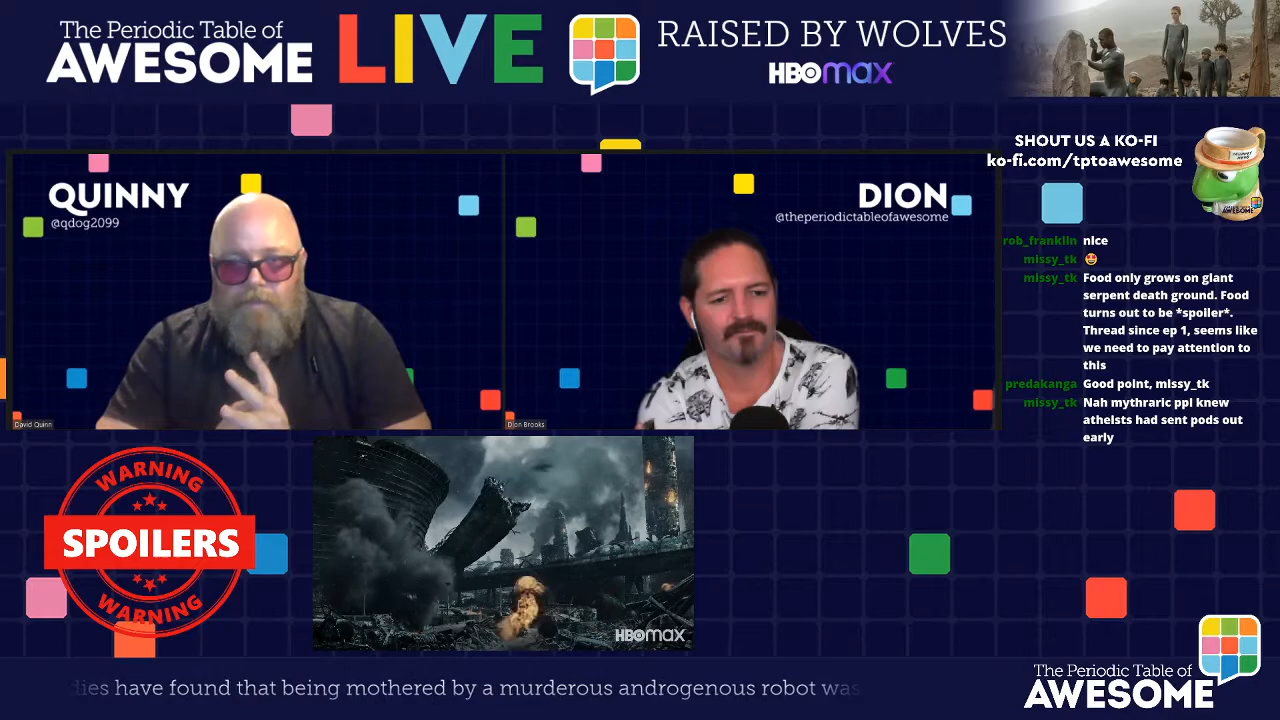 The Periodic Table of
AWESOME
LIVE
RAISED BY WOLVES
HBOmax
SHOUT US A KO-FI
ko-fi.com/tptoawesome
QUINNY
@qdog2099
DION
@theperiodictableofawesome
rob_franklin nice
missy_tk 🤩
missy_tk Food only grows on giant
serpent death ground. Food
turns out to be *spoiler*.
Thread since ep 1, seems like
we need to pay attention to
this
predakanga Good point, missy_tk
missy_tk Nah mythraric ppl knew
atheists had sent pods out
early
David Quinn
Dion Brooks
WARNING
SPOILERS
WARNING
HBOmax
dies have found that being mothered by a murderous androgenous robot was
The Periodic Table of
AWESOME